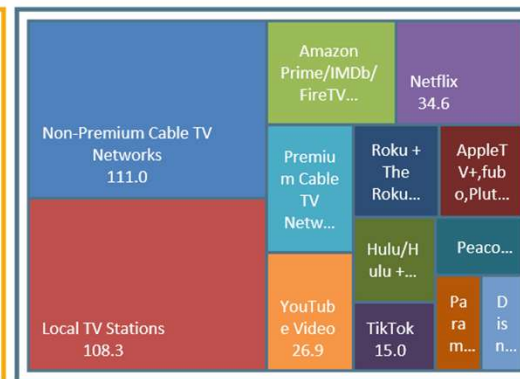 Non-Premium Cable TV
Networks
111.0
Local TV Stations
108.3
Amazon
Prime/IMDb/
FireTV...
Netflix
34.6
Premiu
m Cable
TV
Netw...
Roku +
The
Roku...
AppleT
V+,fub
o,Plut...
Hulu/H
ulu +...
Peaco...
YouTub
e Video
26.9
TikTok
15.0
Pa
ra
m...
D
is
n...